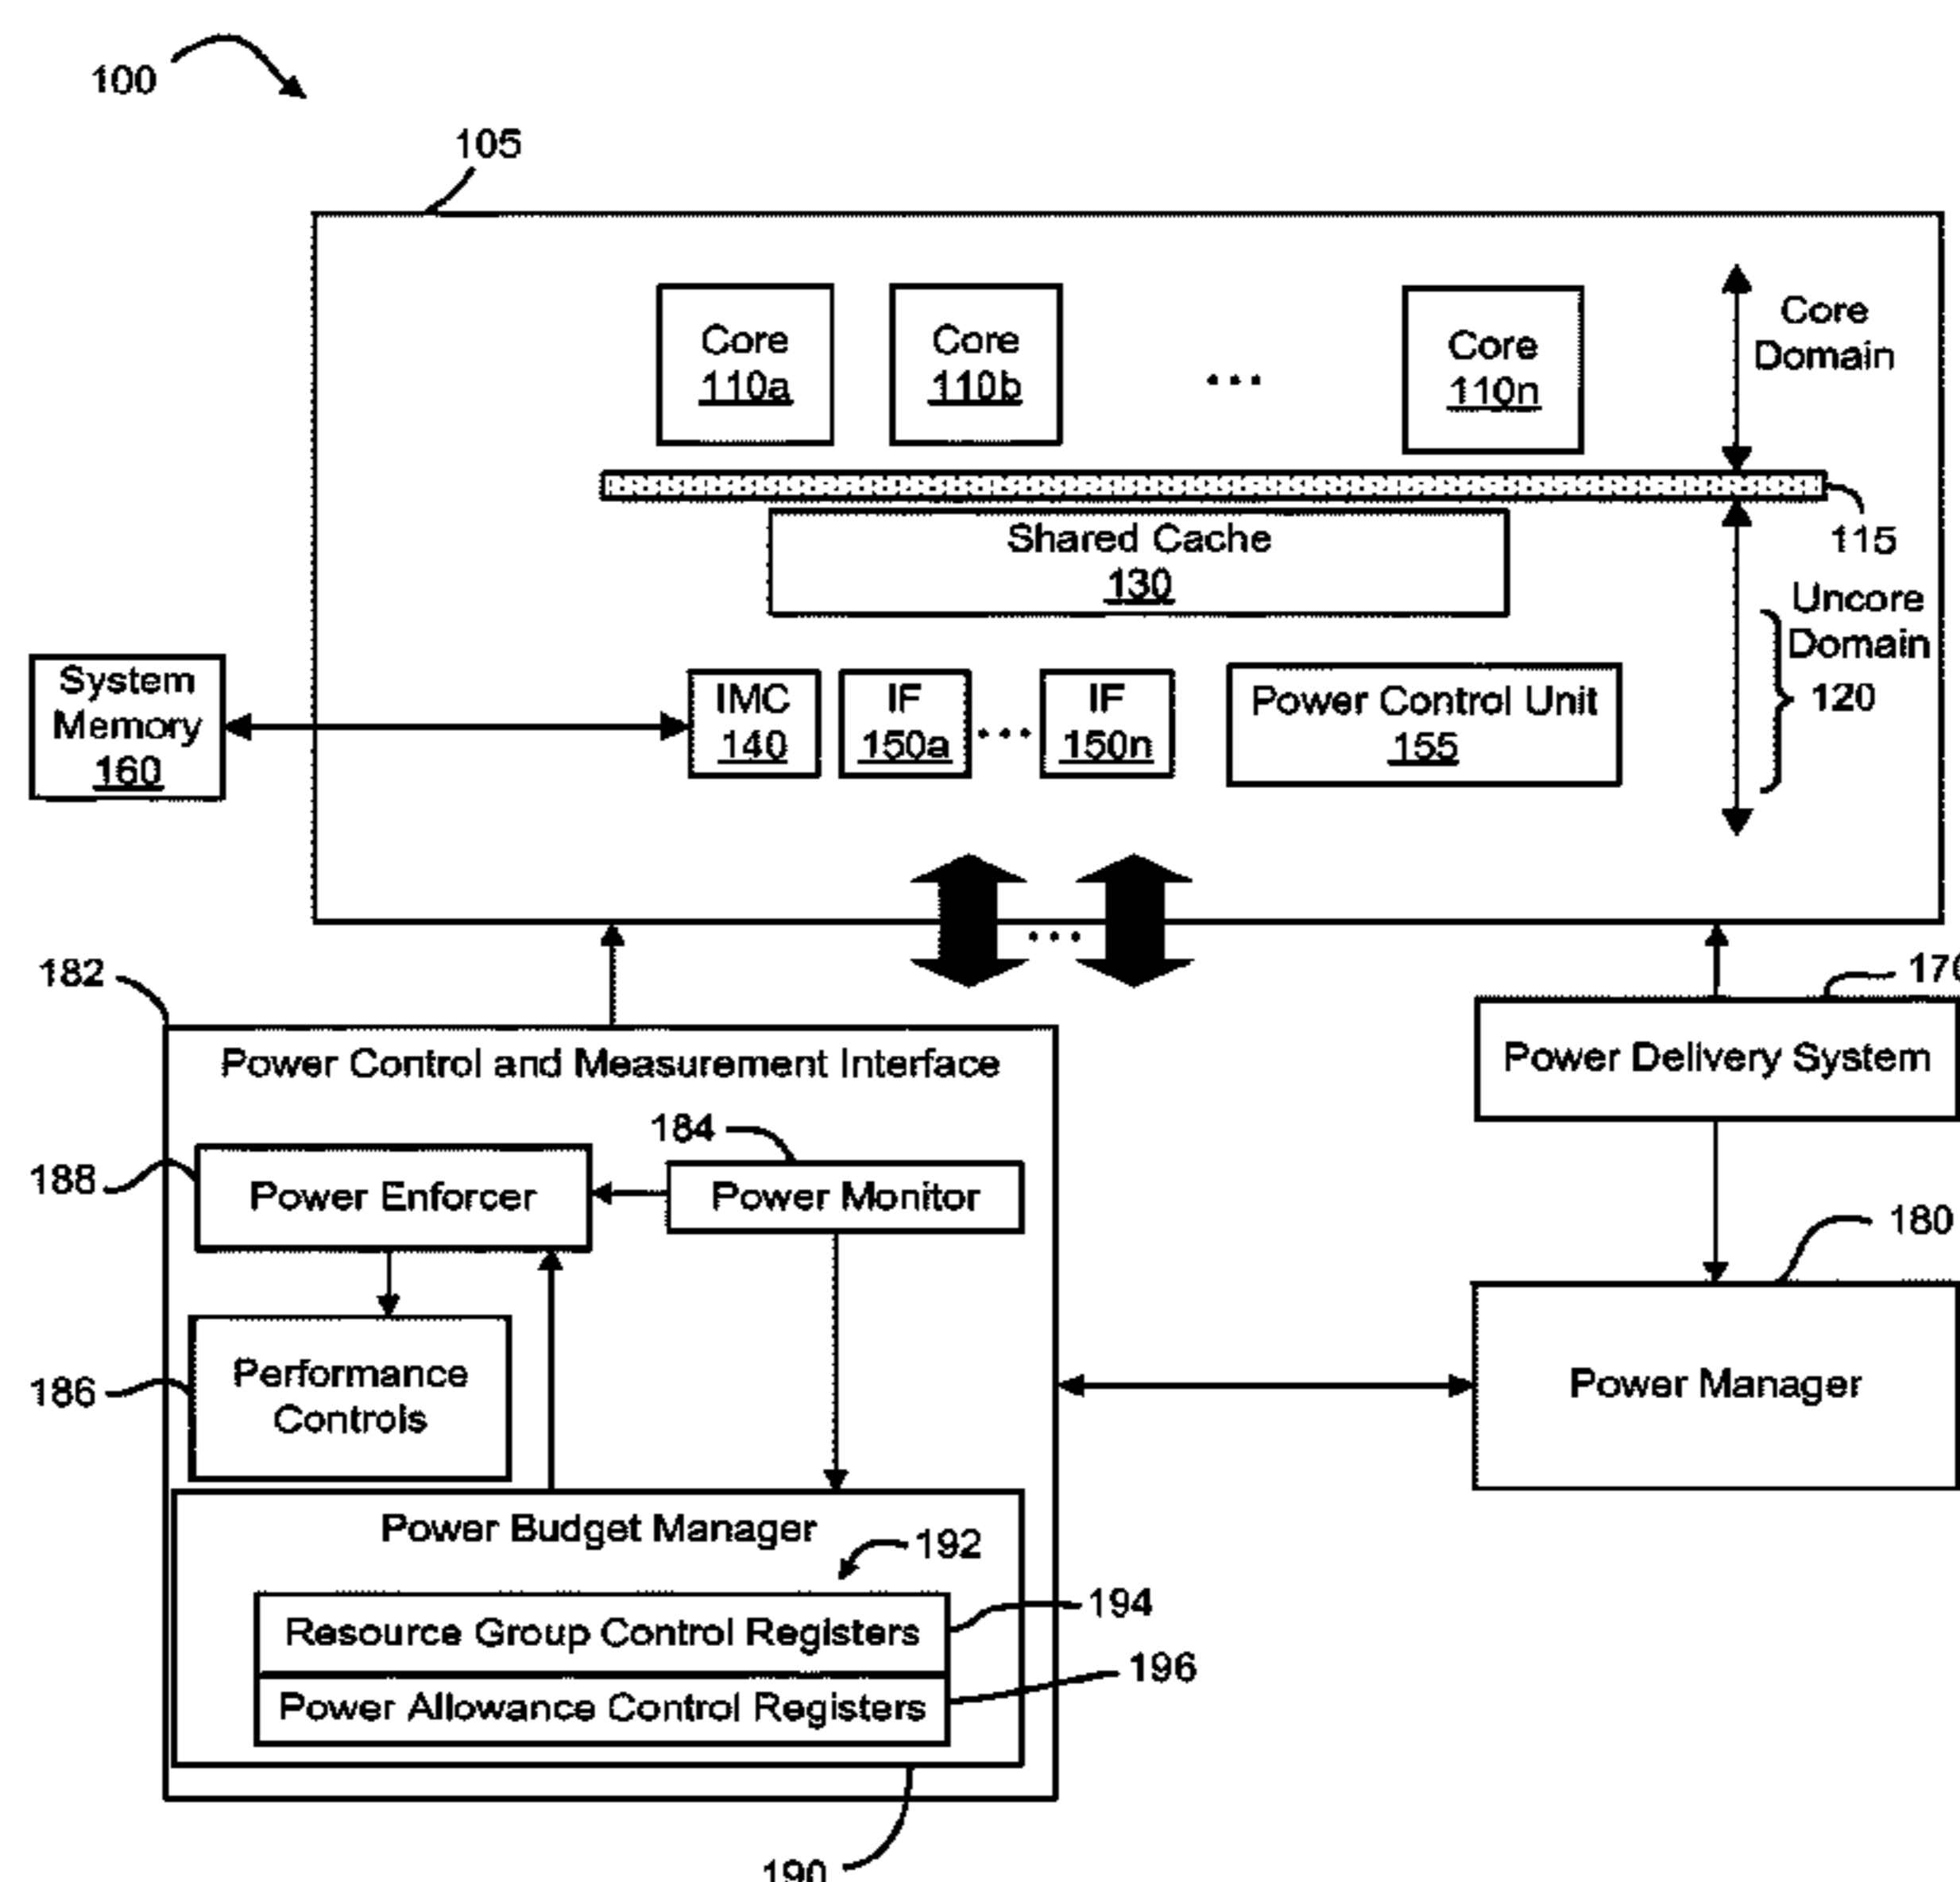 100
105
Core
110a
Core
110b
...
Core
110n
Core
Domain
115
Shared Cache
130
Uncore
Domain
120
System
Memory
160
IMC
140
IF
150a
...
IF
150n
Power Control Unit
155
...
182
Power Control and Measurement Interface
170
Power Delivery System
184
188
Power Enforcer
Power Monitor
180
186
Performance
Controls
Power Manager
Power Budget Manager
192
Resource Group Control Registers
194
Power Allowance Control Registers
196
190